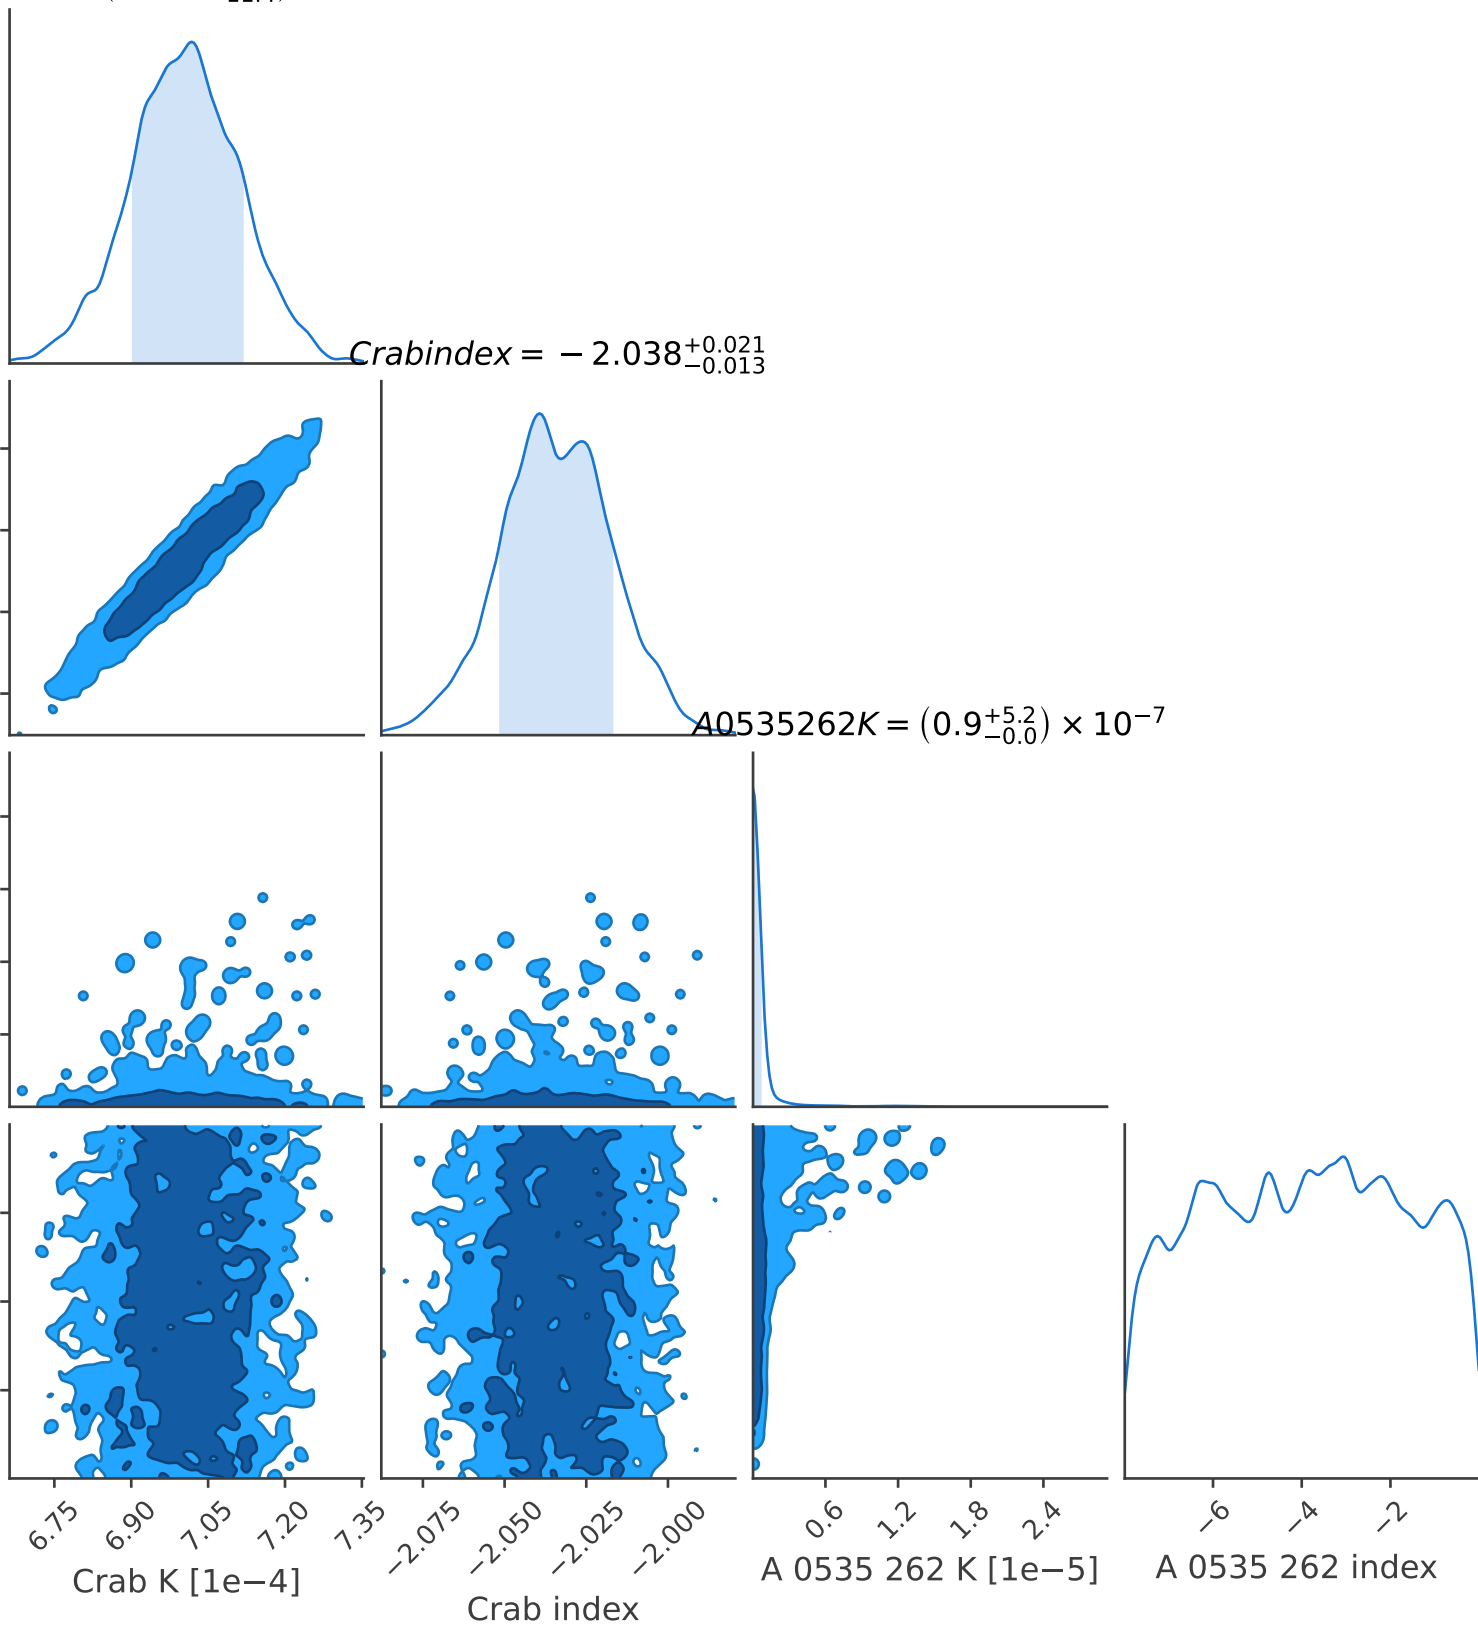 Crabindex = −2.038 +0.021 −0.013
A0535262K = (0.9 +5.2 −0.0) × 10−7
6.75 6.90 7.05 7.20 7.35
−2.075 −2.050 −2.025 −2.000
0.6 1.2 1.8 2.4
−6 −4 −2
Crab K [1e−4]
Crab index
A 0535 262 K [1e−5]
A 0535 262 index